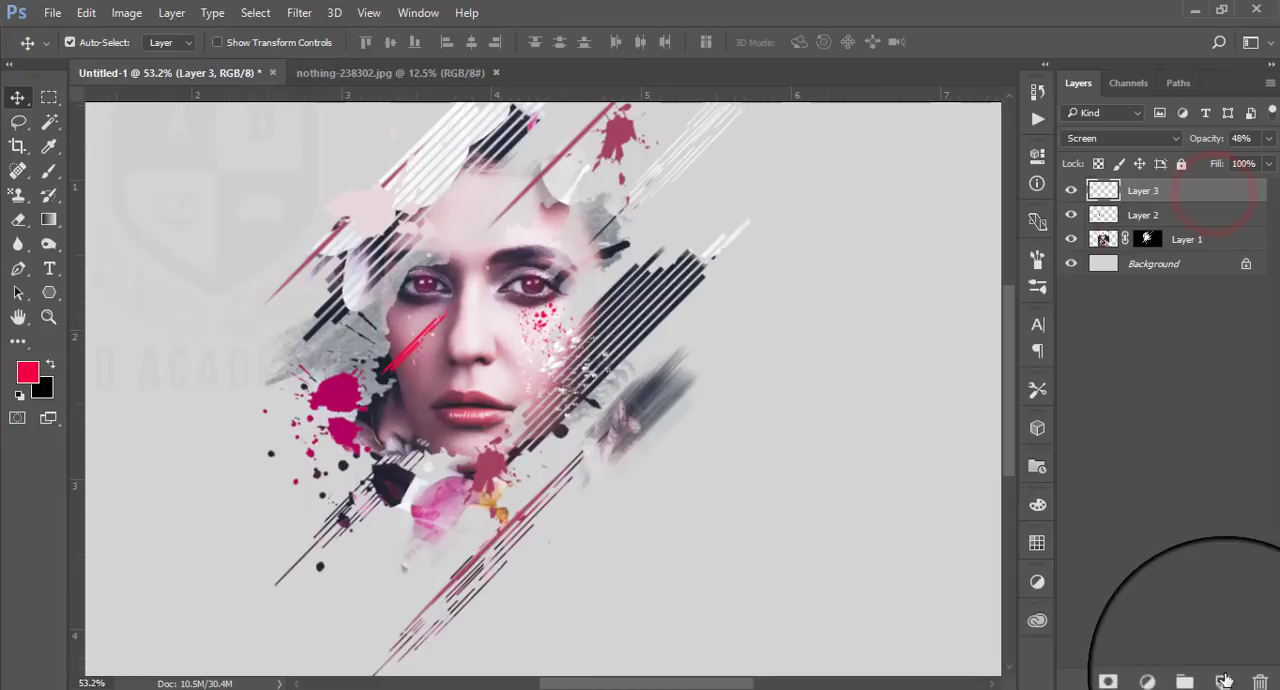 Ps File Edit Image Layer Type Select Filter 3D View Window Help
Auto-Select: Layer Show Transform Controls 3D Mode:
Untitled-1 @ 53.2% (Layer 3, RGB/8) * × nothing-238302.jpg @ 12.5% (RGB/8#) ×
Layers Channels Paths
2 3 4 5 6 7
Kind
Screen Opacity: 48%
Lock: Fill: 100%
1
Layer 3
Layer 2
Layer 1
Background
2
D ACADE
3
4
53.2% Doc: 10.5M/30.4M